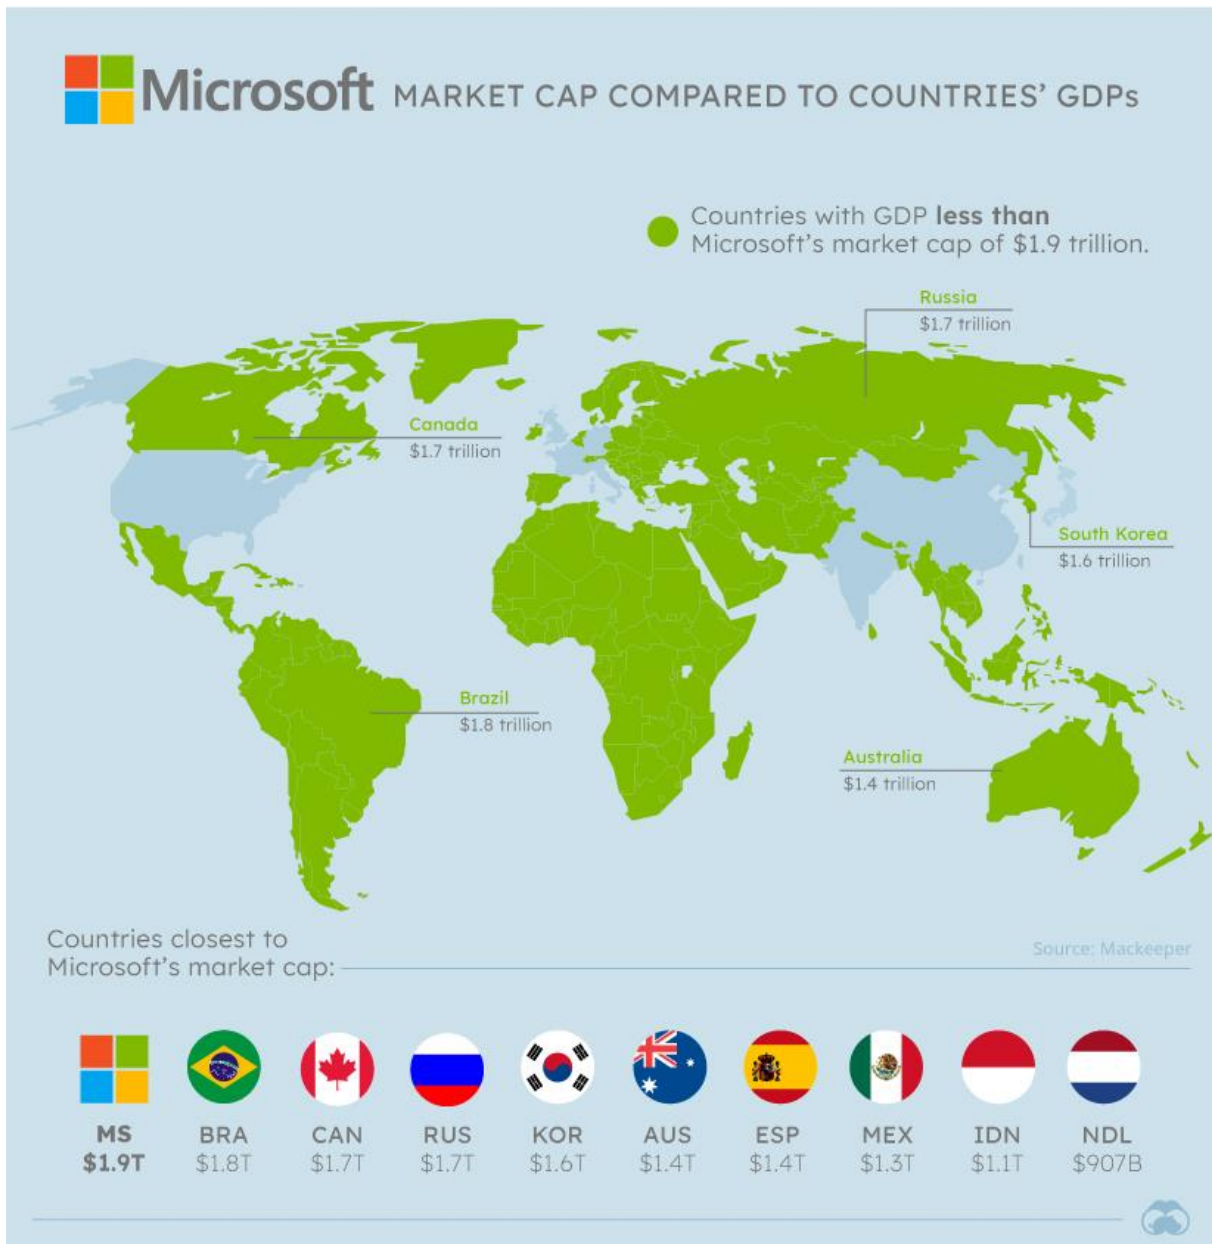 Microsoft MARKET CAP COMPARED TO COUNTRIES' GDPs
Countries with GDP less than
Microsoft's market cap of $1.9 trillion.
Russia
$1.7 trillion
Canada
$1.7 trillion
South Korea
$1.6 trillion
Brazil
$1.8 trillion
Australia
$1.4 trillion
Countries closest to
Microsoft's market cap:
Source: Mackeeper
MS BRA CAN RUS KOR AUS ESP MEX IDN NDL
$1.9T $1.8T $1.7T $1.7T $1.6T $1.4T $1.4T $1.3T $1.1T $907B